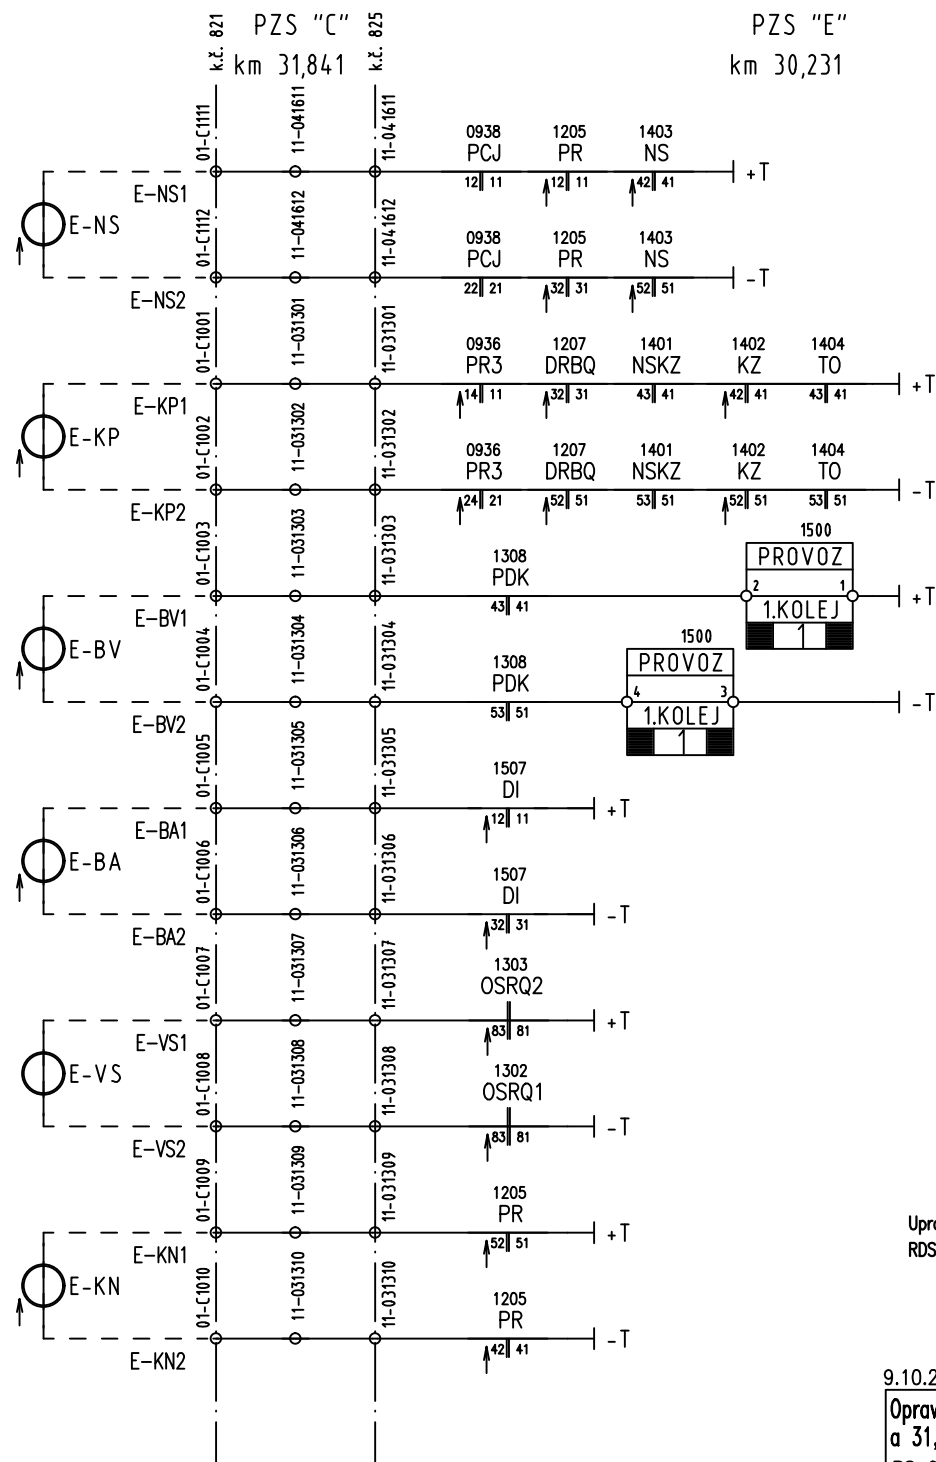 k.č. 821
PZS "C"
km 31,841
k.č. 825
PZS "E"
km 30,231
01-C1111
11-041611
11-041611
0938
PCJ
12 11
1205
PR
12 11
1403
NS
42 41
+T
E-NS1
E-NS
01-C1112
11-041612
11-041612
0938
PCJ
22 21
1205
PR
32 31
1403
NS
52 51
-T
E-NS2
01-C1001
11-031301
11-031301
0936
PR3
14 11
1207
DRBQ
32 31
1401
NSKZ
43 41
1402
KZ
42 41
1404
TO
43 41
+T
E-KP1
E-KP
01-C1002
11-031302
11-031302
0936
PR3
24 21
1207
DRBQ
52 51
1401
NSKZ
53 51
1402
KZ
52 51
1404
TO
53 51
-T
E-KP2
01-C1003
11-031303
11-031303
1308
PDK
43 41
1500
PROVOZ
2 1
1.KOLEJ
1
+T
E-BV1
E-BV
01-C1004
11-031304
11-031304
1308
PDK
53 51
1500
PROVOZ
4 3
1.KOLEJ
1
-T
E-BV2
01-C1005
11-031305
11-031305
1507
DI
12 11
+T
E-BA1
E-BA
01-C1006
11-031306
11-031306
1507
DI
32 31
-T
E-BA2
01-C1007
11-031307
11-031307
1303
OSRQ2
83 81
+T
E-VS1
E-VS
01-C1008
11-031308
11-031308
1302
OSRQ1
83 81
-T
E-VS2
01-C1009
11-031309
11-031309
1205
PR
52 51
+T
E-KN1
E-KN
01-C1010
11-031310
11-031310
1205
PR
42 41
-T
E-KN2
Upra
RDS
9.10.2
Oprav
a 31,